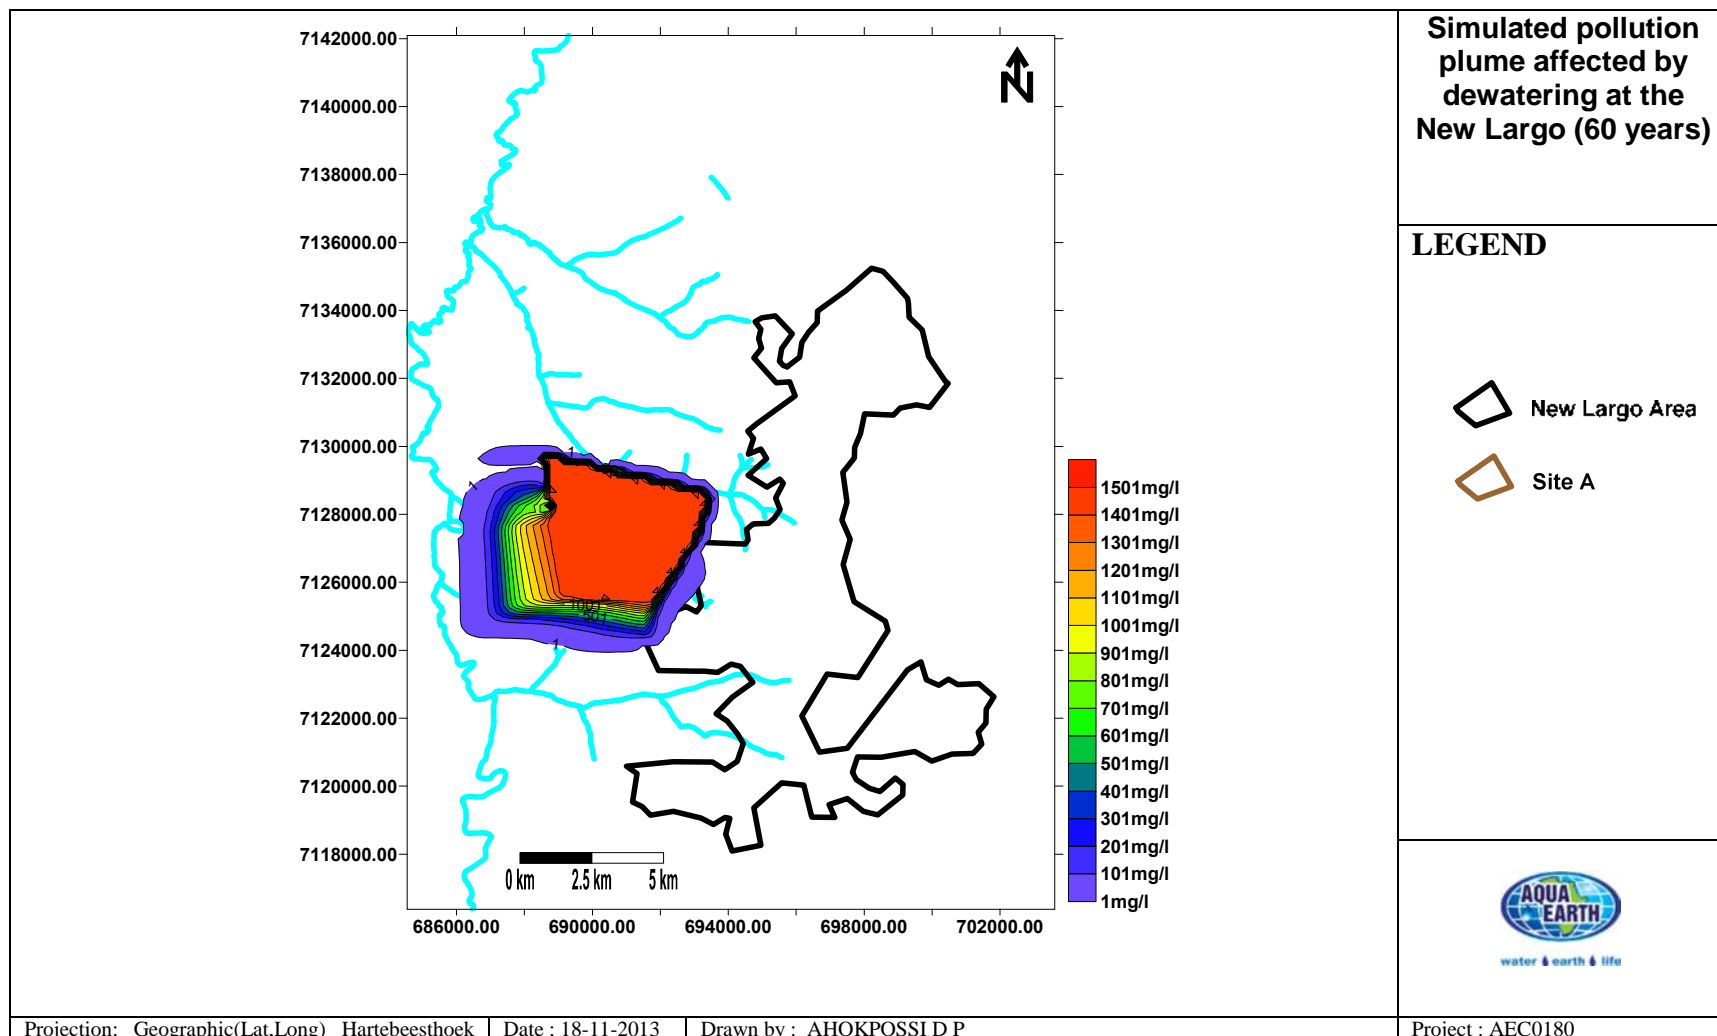 Simulated pollution
plume affected by
dewatering at the
New Largo (60 years)
LEGEND
New Largo Area
Site A
N
7142000.00
7140000.00
7138000.00
7136000.00
7134000.00
7132000.00
7130000.00
7128000.00
7126000.00
7124000.00
7122000.00
7120000.00
7118000.00
686000.00 690000.00 694000.00 698000.00 702000.00
1
1
1001
501
1
0 km 2.5 km 5 km
1501mg/l
1401mg/l
1301mg/l
1201mg/l
1101mg/l
1001mg/l
901mg/l
801mg/l
701mg/l
601mg/l
501mg/l
401mg/l
301mg/l
201mg/l
101mg/l
1mg/l
AQUA
EARTH
water earth life
Projection: Geographic(Lat,Long) Hartebeesthoek
Date : 18-11-2013
Drawn by : AHOKPOSSI D P
Project : AEC0180